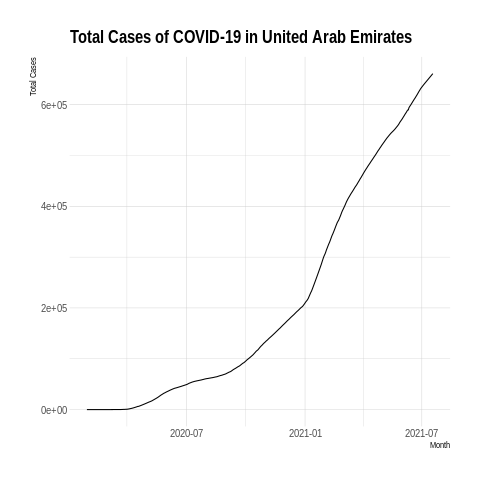 Total Cases of COVID-19 in United Arab Emirates
Total Cases
6e+05
4e+05
2e+05
0e+00
2020-07
2021-01
2021-07
Month